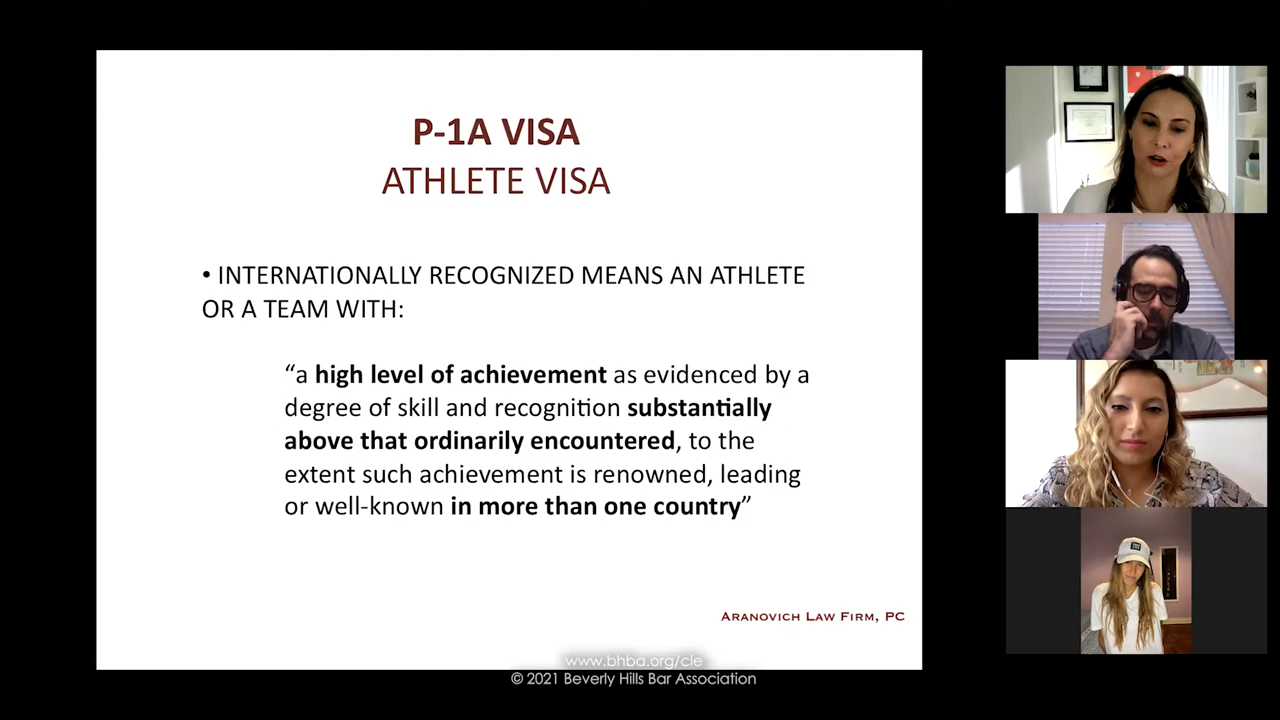 P-1A VISA
ATHLETE VISA
• INTERNATIONALLY RECOGNIZED MEANS AN ATHLETE
OR A TEAM WITH:
“a high level of achievement as evidenced by a
degree of skill and recognition substantially
above that ordinarily encountered, to the
extent such achievement is renowned, leading
or well-known in more than one country”
ARANOVICH LAW FIRM, PC
www.bhba.org/cle
© 2021 Beverly Hills Bar Association